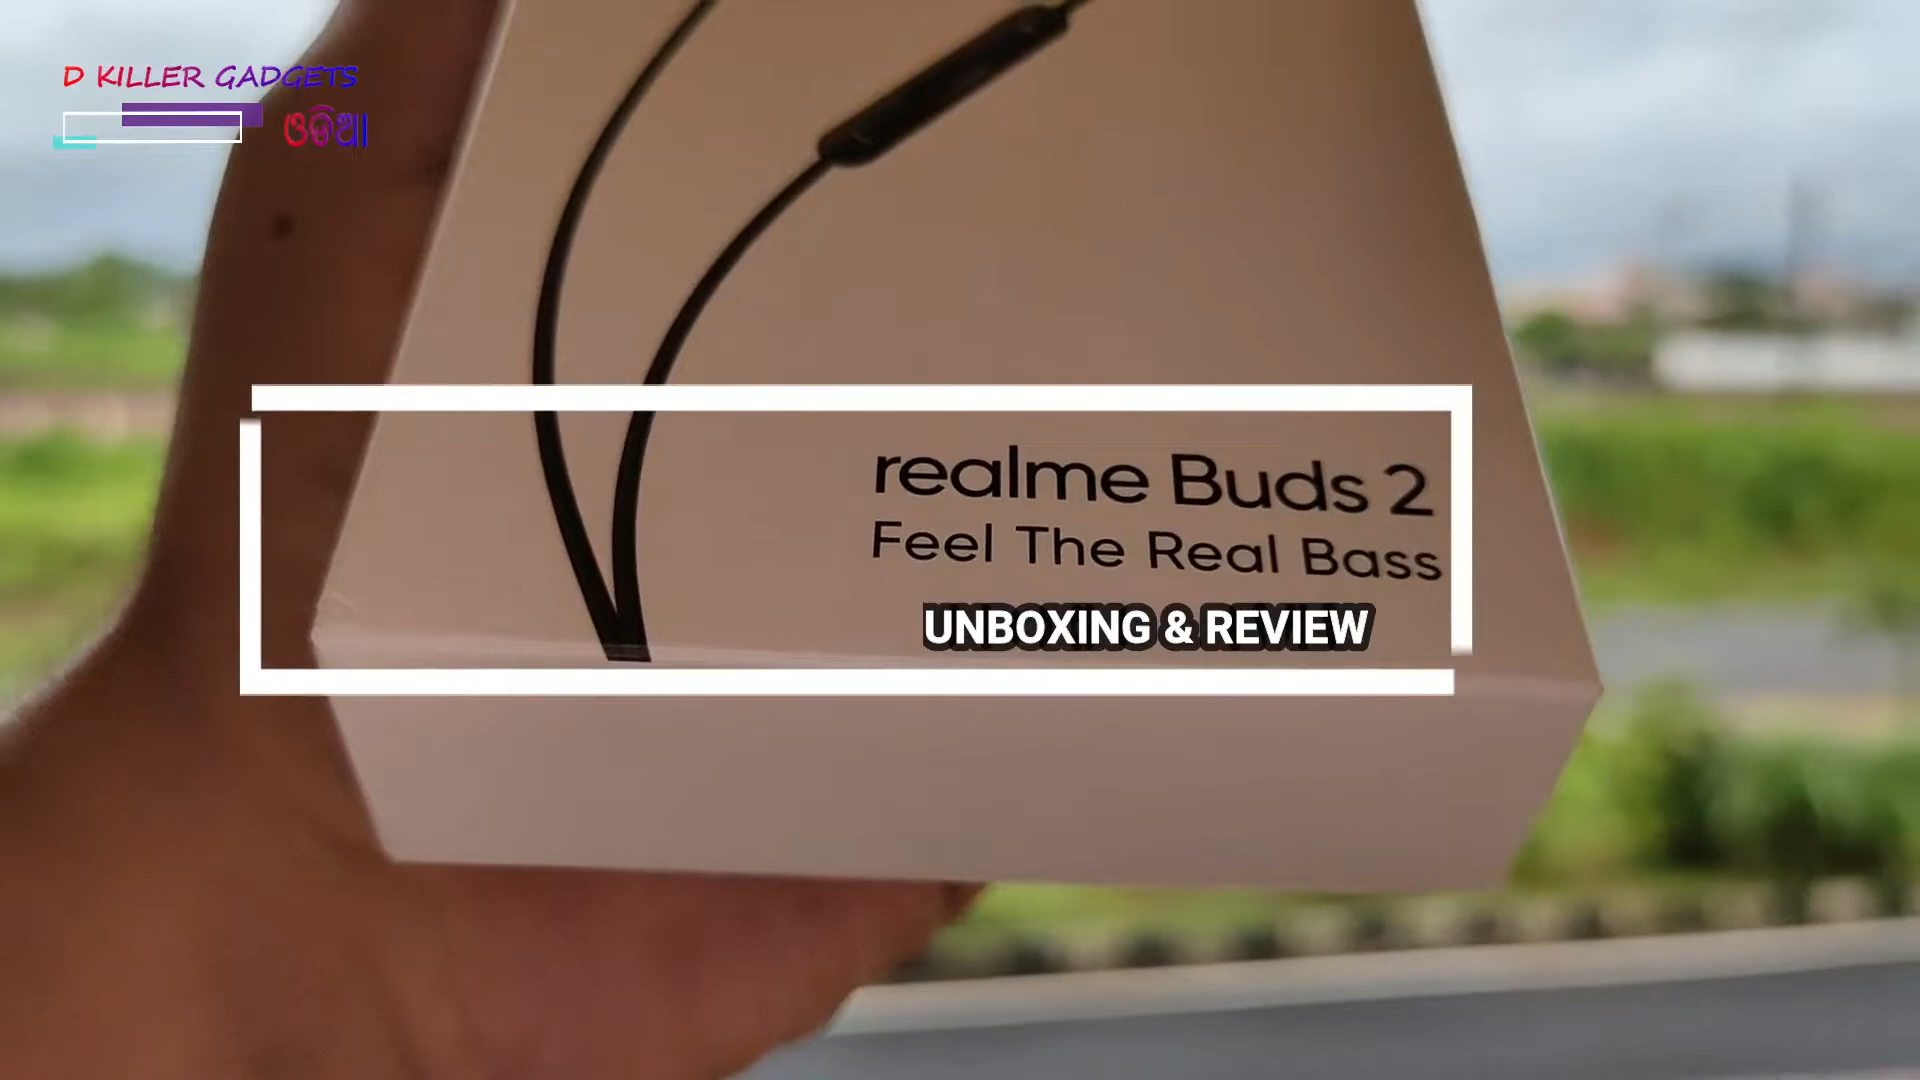 D KILLER GADGETS
ଓଡିଆ
realme Buds 2
Feel The Real Bass
UNBOXING & REVIEW